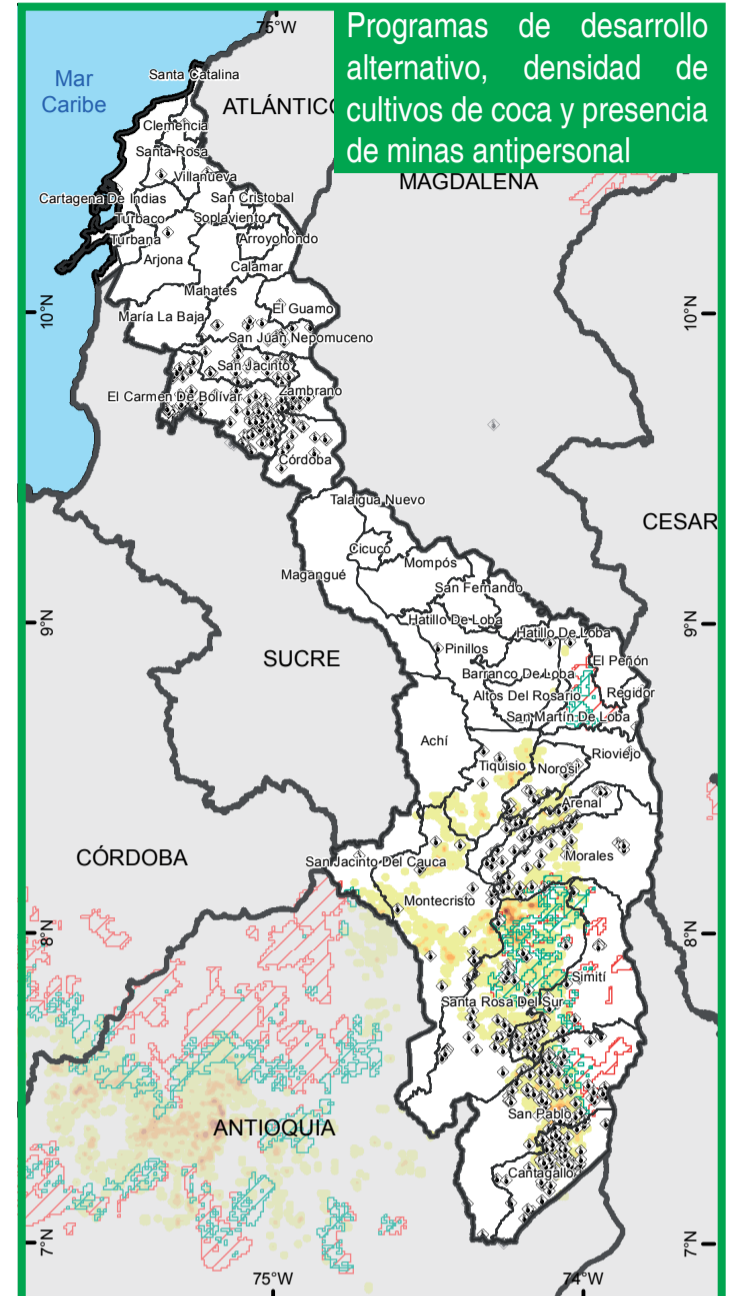 75°W
Programas de desarrollo
alternativo, densidad de
cultivos de coca y presencia
de minas antipersonal
Mar
Caribe
Santa Catalina
ATLÁNTICO
Clemencia
Santa Rosa
Villanueva
MAGDALENA
Cartagena De Indias
San Cristobal
Turbaco
Soplaviento
Turbana
Arroyohondo
Arjona
Calamar
Mahates
10°N
María La Baja
El Guamo
10°N
San Juan Nepomuceno
San Jacinto
El Carmen De Bolívar
Zambrano
Córdoba
Talaigua Nuevo
CESAR
Cicuco
Mompós
Magangué
San Fernando
9°N
Hatillo De Loba
Hatillo De Loba
9°N
Pinillos
SUCRE
El Peñón
Barranco De Loba
Altos Del Rosario
Regidor
San Martín De Loba
Achí
Rioviejo
Tiquisio
Norosí
Arenal
CÓRDOBA
San Jacinto Del Cauca
Morales
Montecristo
8°N
8°N
Simití
Santa Rosa Del Sur
ANTIOQUIA
San Pablo
Cantagallo
7°N
7°N
75°W
74°W